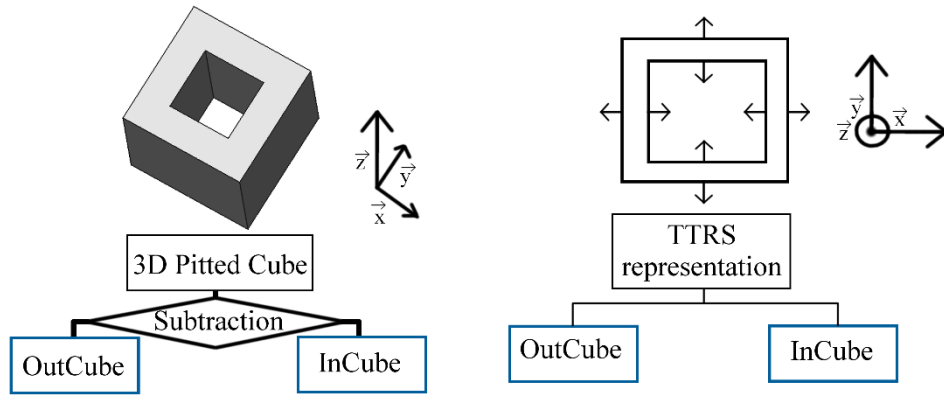 z⃗
y⃗
x⃗
3D Pitted Cube
Subtraction
OutCube
InCube
y⃗
x⃗
z⃗
TTRS
representation
OutCube
InCube